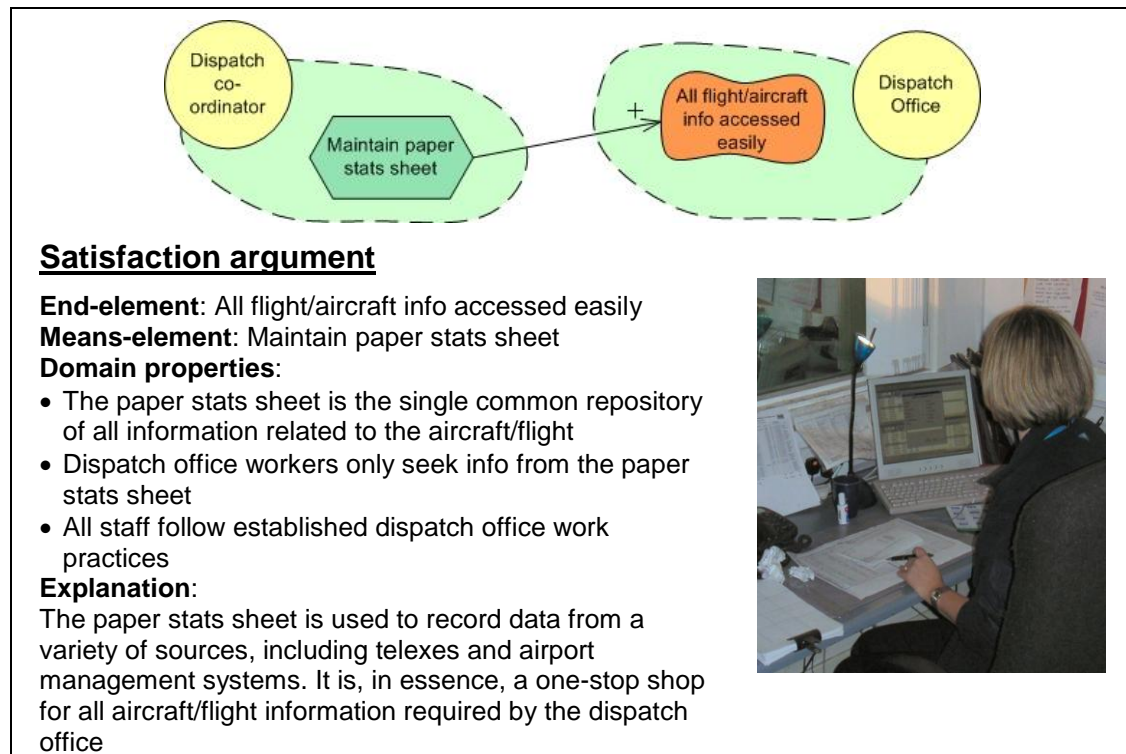 Dispatch
co-
ordinator
Maintain paper
stats sheet
+
All flight/aircraft
info accessed
easily
Dispatch
Office
Satisfaction argument
End-element: All flight/aircraft info accessed easily
Means-element: Maintain paper stats sheet
Domain properties:
• The paper stats sheet is the single common repository
of all information related to the aircraft/flight
• Dispatch office workers only seek info from the paper
stats sheet
• All staff follow established dispatch office work
practices
Explanation:
The paper stats sheet is used to record data from a
variety of sources, including telexes and airport
management systems. It is, in essence, a one-stop shop
for all aircraft/flight information required by the dispatch
office